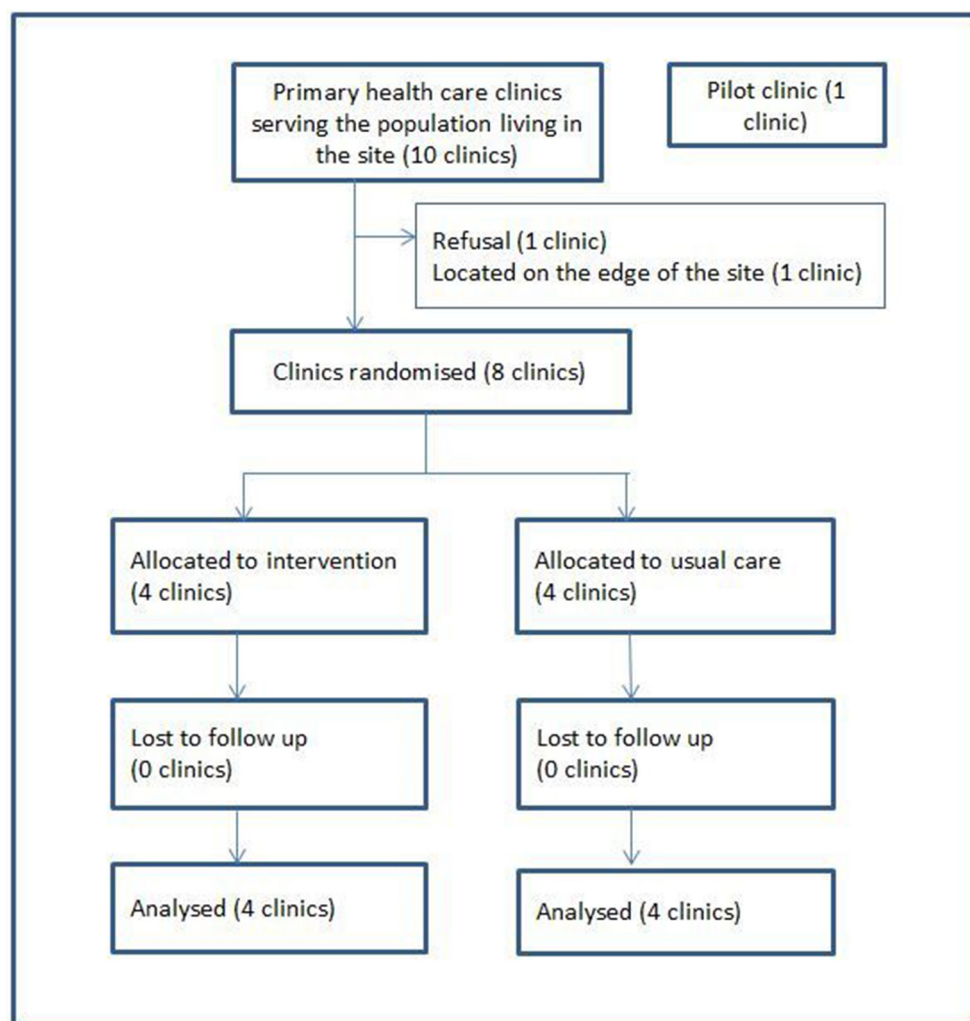 Primary health care clinics
serving the population living in
the site (10 clinics)
Pilot clinic (1
clinic)
Refusal (1 clinic)
Located on the edge of the site (1 clinic)
Clinics randomised (8 clinics)
Allocated to intervention
(4 clinics)
Allocated to usual care
(4 clinics)
Lost to follow up
(0 clinics)
Lost to follow up
(0 clinics)
Analysed (4 clinics)
Analysed (4 clinics)